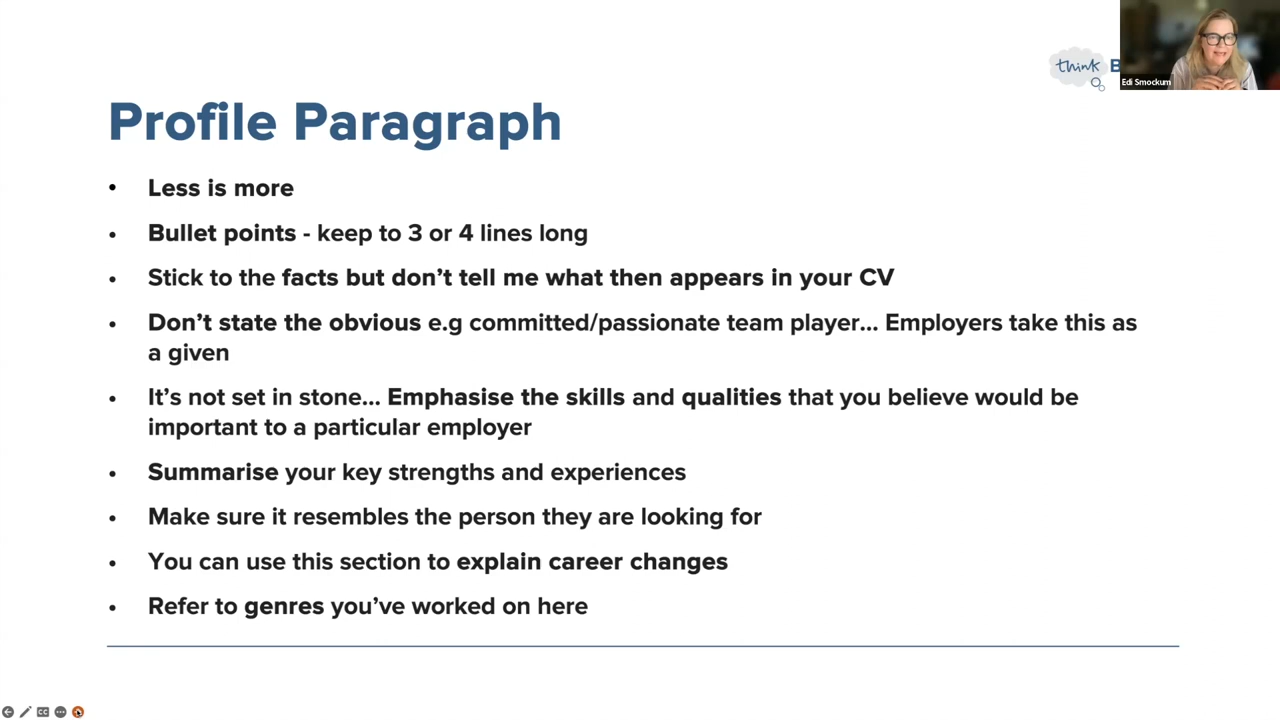 think B
Edi Smockum
Profile Paragraph
• Less is more
• Bullet points - keep to 3 or 4 lines long
• Stick to the facts but don’t tell me what then appears in your CV
• Don’t state the obvious e.g committed/passionate team player... Employers take this as
a given
• It’s not set in stone... Emphasise the skills and qualities that you believe would be
important to a particular employer
• Summarise your key strengths and experiences
• Make sure it resembles the person they are looking for
• You can use this section to explain career changes
• Refer to genres you’ve worked on here
CC